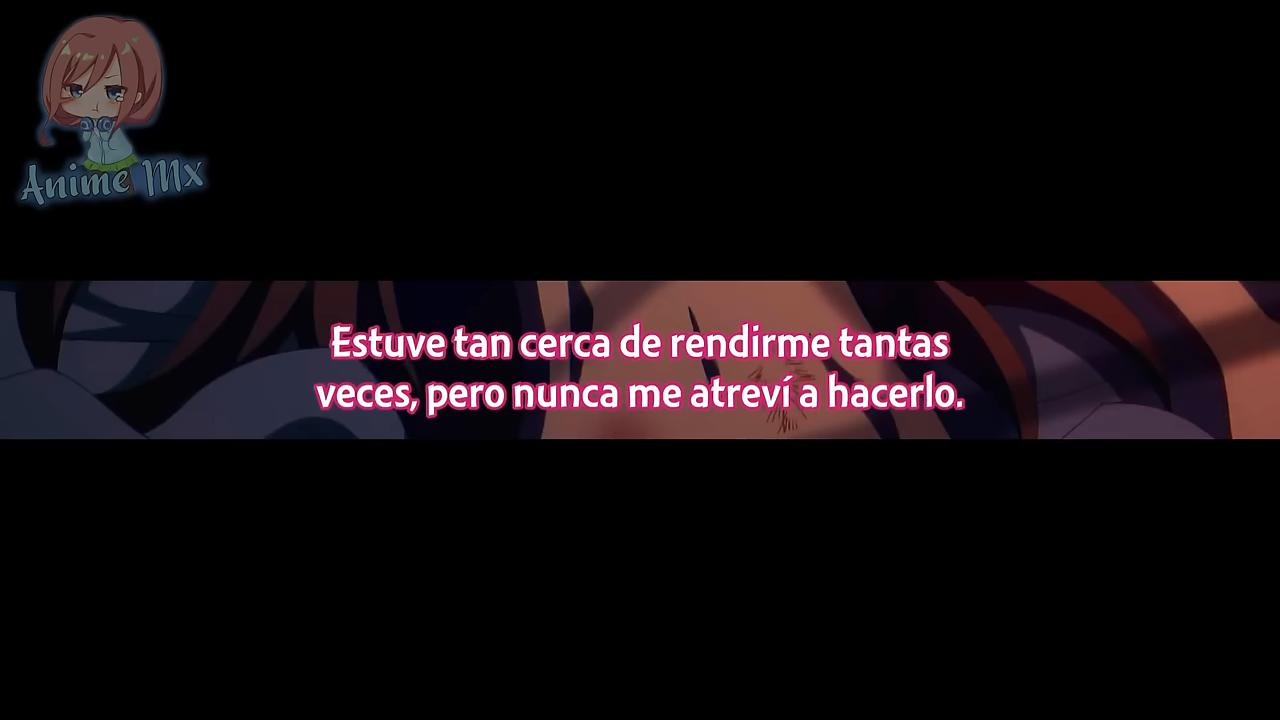 Anime Mx
Estuve tan cerca de rendirme tantas
veces, pero nunca me atreví a hacerlo.